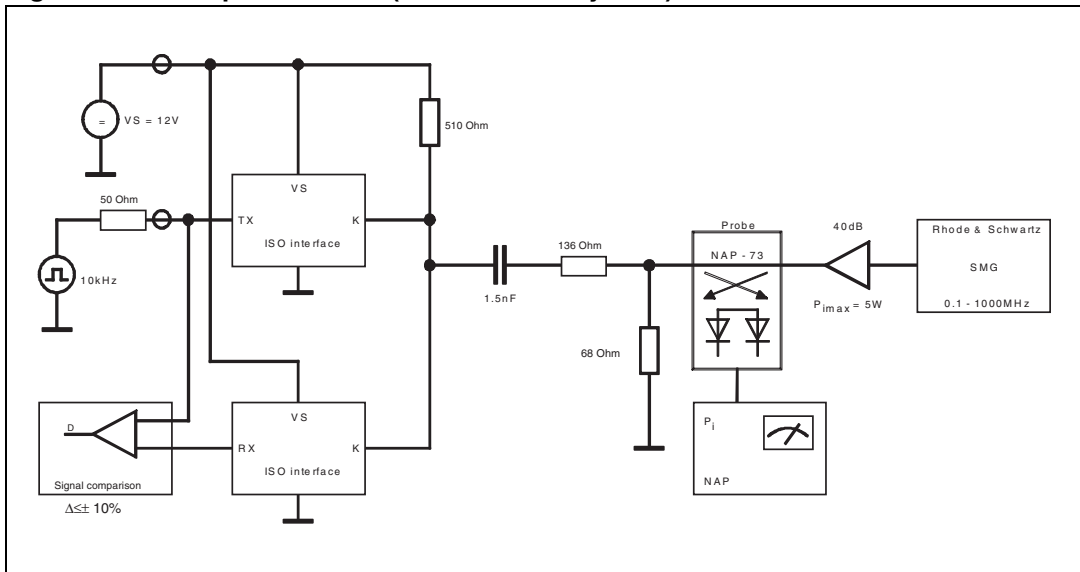 VS = 12V
510 Ohm
50 Ohm
10kHz
VS
TX
K
ISO interface
1.5nF
136 Ohm
68 Ohm
Probe
NAP - 73
40dB
Pimax = 5W
Rhode & Schwartz
SMG
0.1 - 1000MHz
VS
RX
K
ISO interface
D
Signal comparison
Δ≤± 10%
Pi
NAP